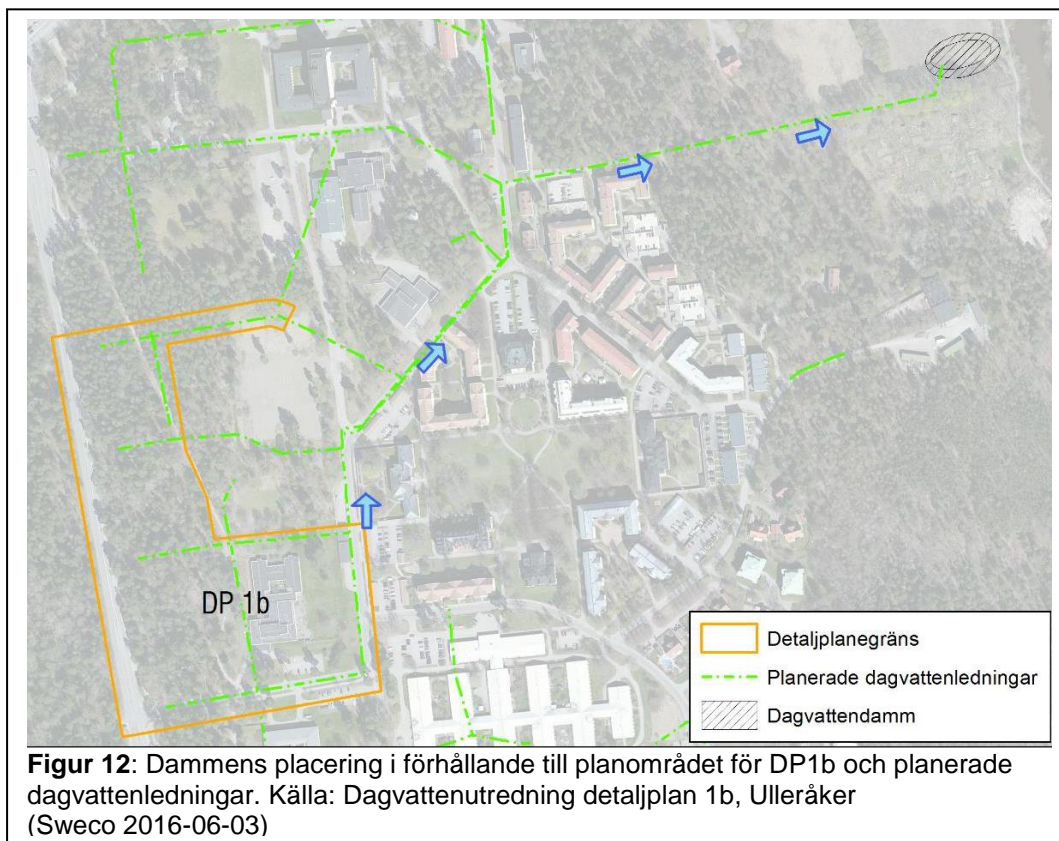 DP 1b
Detaljplanegräns
Planerade dagvattenledningar
Dagvattendamm
Figur 12: Dammens placering i förhållande till planområdet för DP1b och planerade
dagvattenledningar. Källa: Dagvattenutredning detaljplan 1b, Ulleråker
(Sweco 2016-06-03)